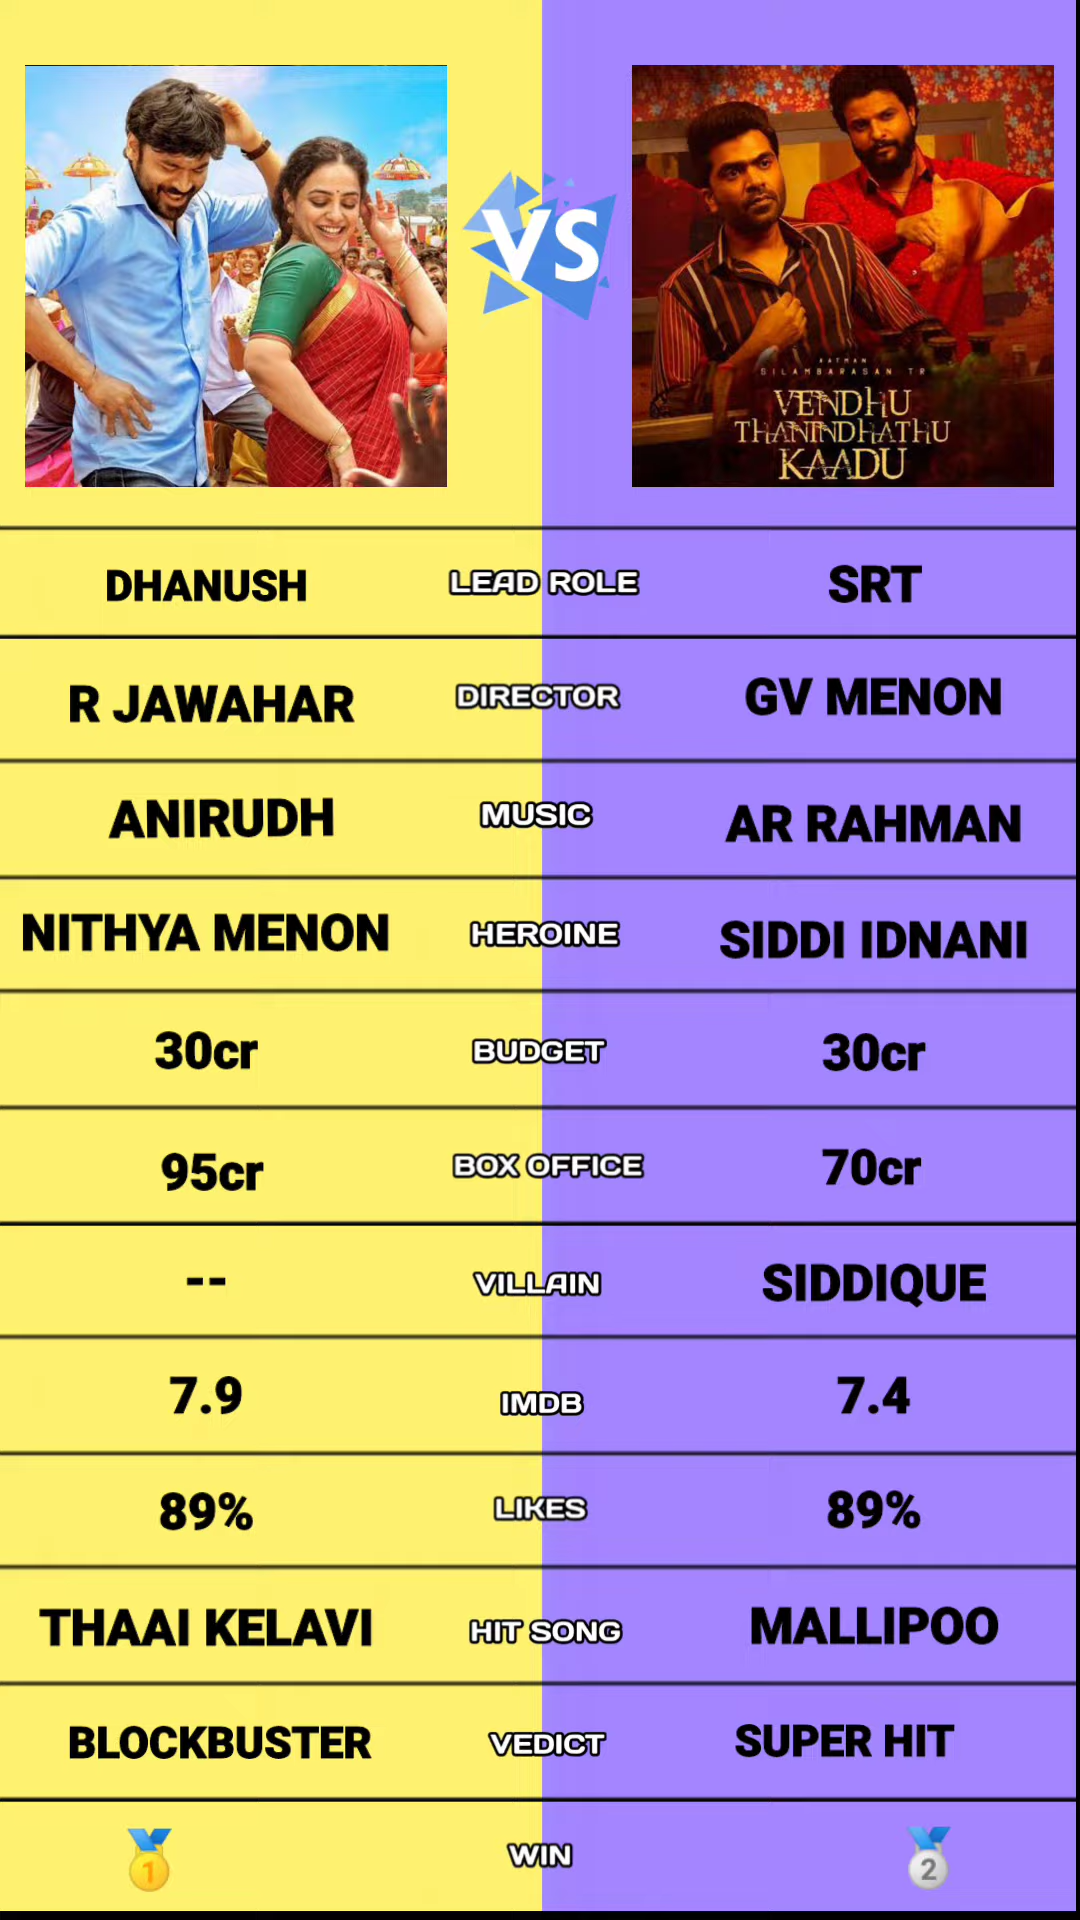 VS
KATMAN
SILAMBARASAN TR
VENDHU
THANINDHATHU
KAADU
DHANUSH LEAD ROLE SRT
R JAWAHAR DIRECTOR GV MENON
ANIRUDH MUSIC AR RAHMAN
NITHYA MENON HEROINE SIDDI IDNANI
30cr BUDGET 30cr
95cr BOX OFFICE 70cr
-- VILLAIN SIDDIQUE
7.9 IMDB 7.4
89% LIKES 89%
THAAI KELAVI HIT SONG MALLIPOO
BLOCKBUSTER VEDICT SUPER HIT
1 WIN 2